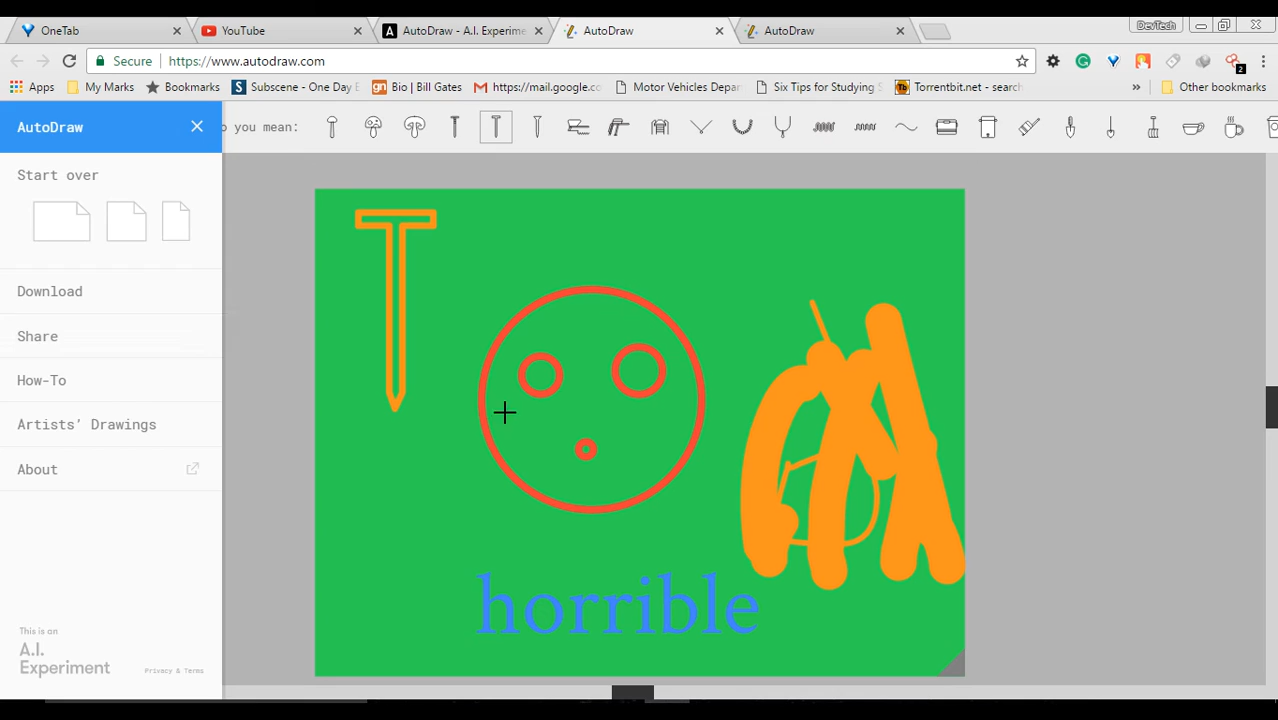 OneTab
YouTube
AutoDraw - A.I. Experime
AutoDraw
AutoDraw
DevTech
Secure
https://www.autodraw.com
2
Apps
My Marks
Bookmarks
Subscene - One Day E
Bio | Bill Gates
https://mail.google.co
Motor Vehicles Depar
Six Tips for Studying S
Torrentbit.net - search
»
Other bookmarks
AutoDraw
o you mean:
Start over
Download
Share
How-To
Artists’ Drawings
About
This is an
A.I.
Experiment
Privacy & Terms
horrible